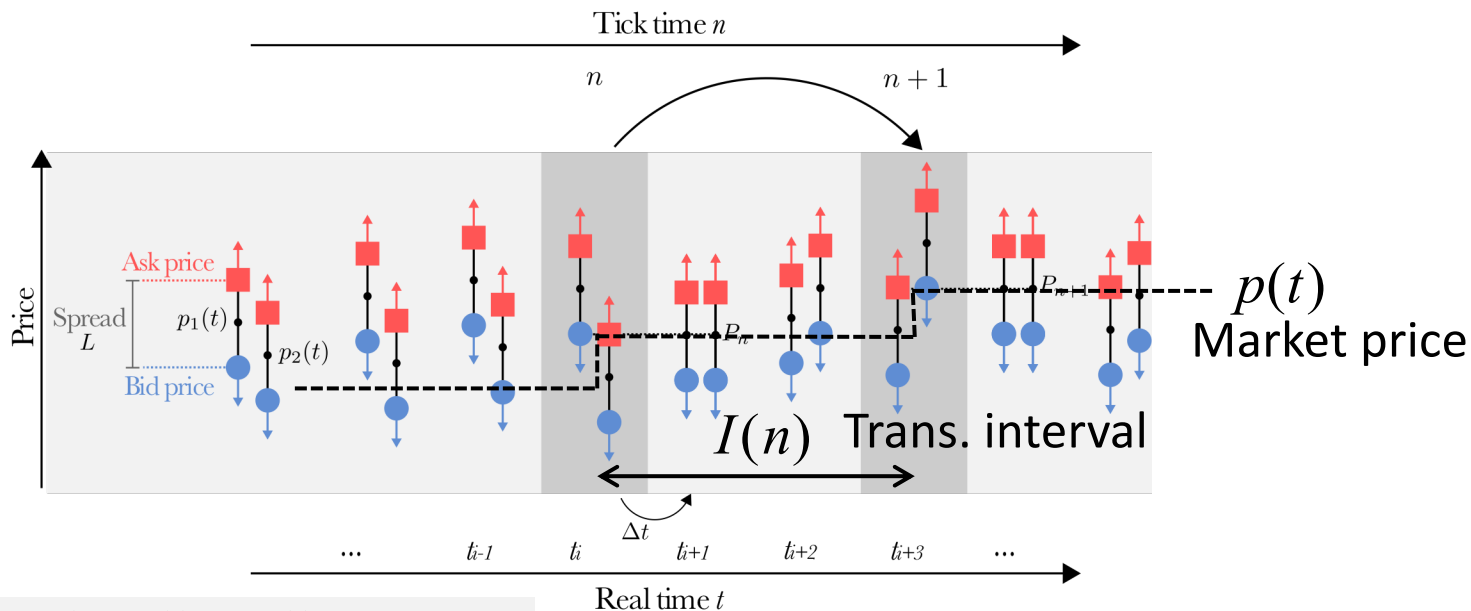 Tick time n
n
n + 1
Price
Ask price
Spread
L
Bid price
p₁(t)
p₂(t)
Pₙ
Pₙ₊₁
p(t)
Market price
I(n) Trans. interval
Δt
... tᵢ₋₁ tᵢ tᵢ₊₁ tᵢ₊₂ tᵢ₊₃ ...
Real time t